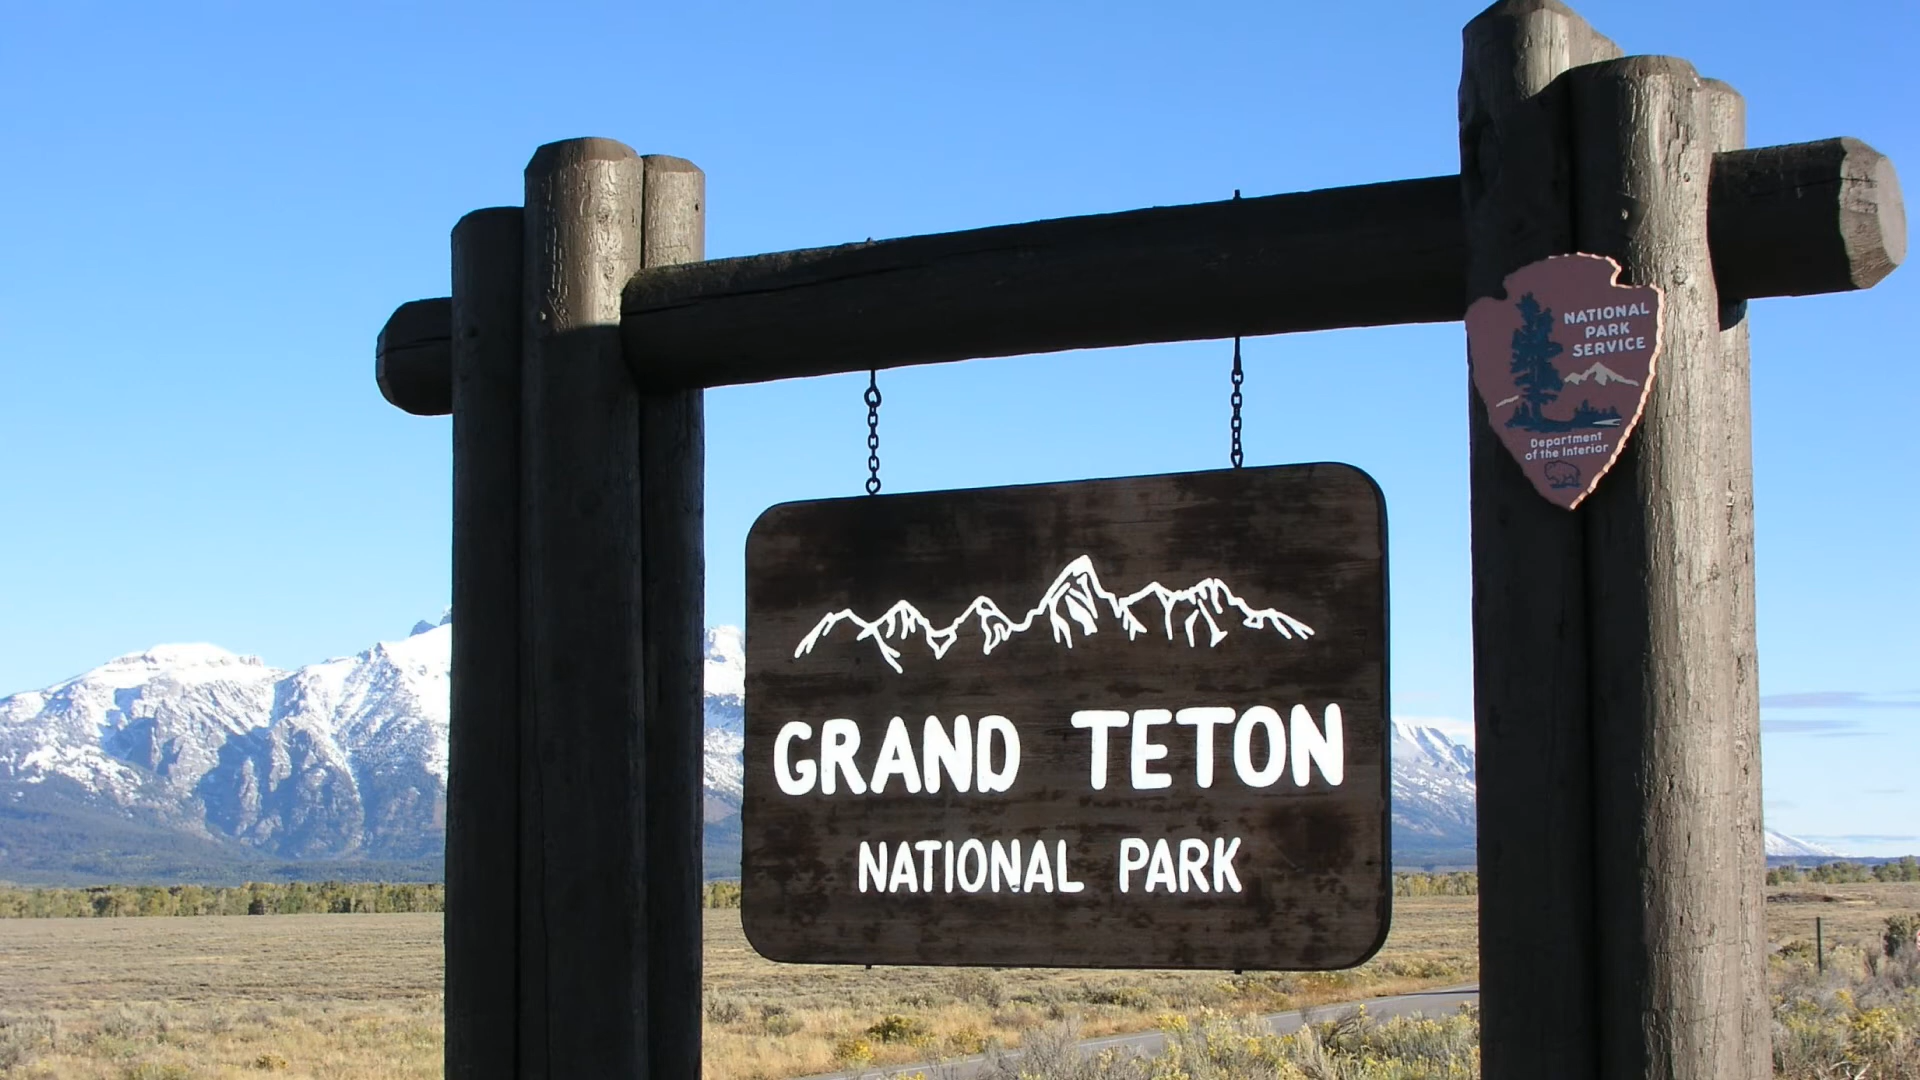 GRAND TETON
NATIONAL PARK
NATIONAL
PARK
SERVICE
Department
of the Interior